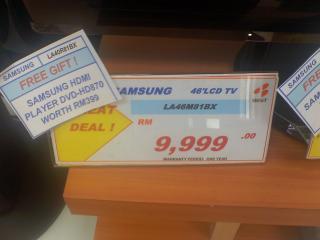 SAMSUNG LA40R81BX
FREE GIFT !
SAMSUNG HDMI
PLAYER DVD-HD870
WORTH RM399
SAMSUNG 46"LCD TV
LA46M81BX
DEAL !
RM
9,999 .00
WARRANTY PERIOD ONE YEAR